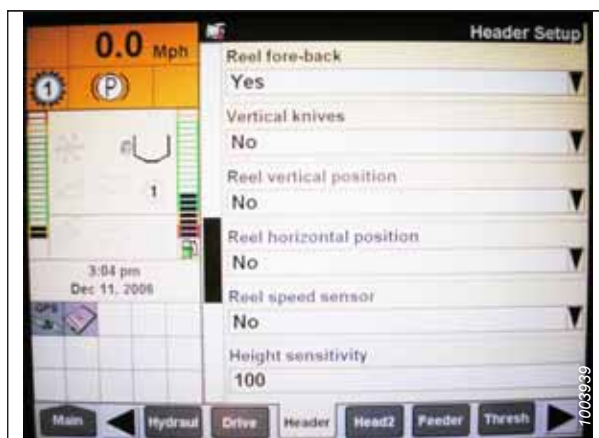 0.0 Mph
Header Setup
Reel fore-back
Yes
1
P
Vertical knives
No
Reel vertical position
No
1
Reel horizontal position
No
3:04 pm
Dec 11, 2006
Reel speed sensor
No
GPS
Height sensitivity
100
Main
Hydraul
Drive
Header
Head2
Feeder
Thresh
1003939